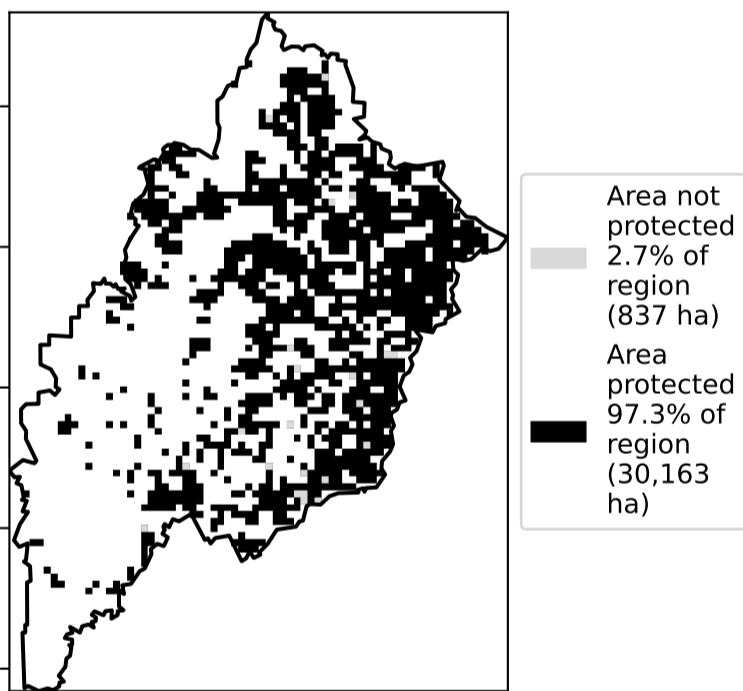 Area not
protected
2.7% of
region
(837 ha)
Area
protected
97.3% of
region
(30,163
ha)